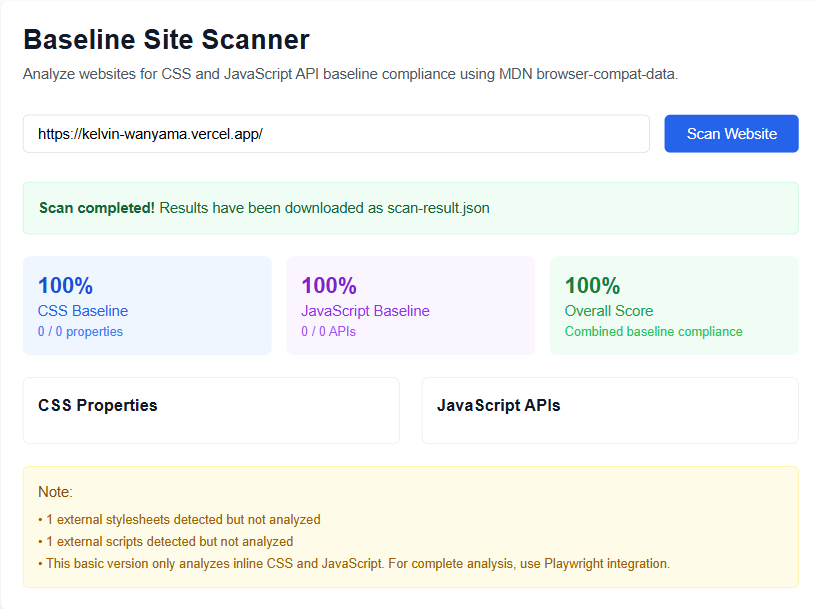 Baseline Site Scanner
Analyze websites for CSS and JavaScript API baseline compliance using MDN browser-compat-data.
https://kelvin-wanyama.vercel.app/
Scan Website
Scan completed! Results have been downloaded as scan-result.json
100%
CSS Baseline
0 / 0 properties
100%
JavaScript Baseline
0 / 0 APIs
100%
Overall Score
Combined baseline compliance
CSS Properties
JavaScript APIs
Note:
• 1 external stylesheets detected but not analyzed
• 1 external scripts detected but not analyzed
• This basic version only analyzes inline CSS and JavaScript. For complete analysis, use Playwright integration.